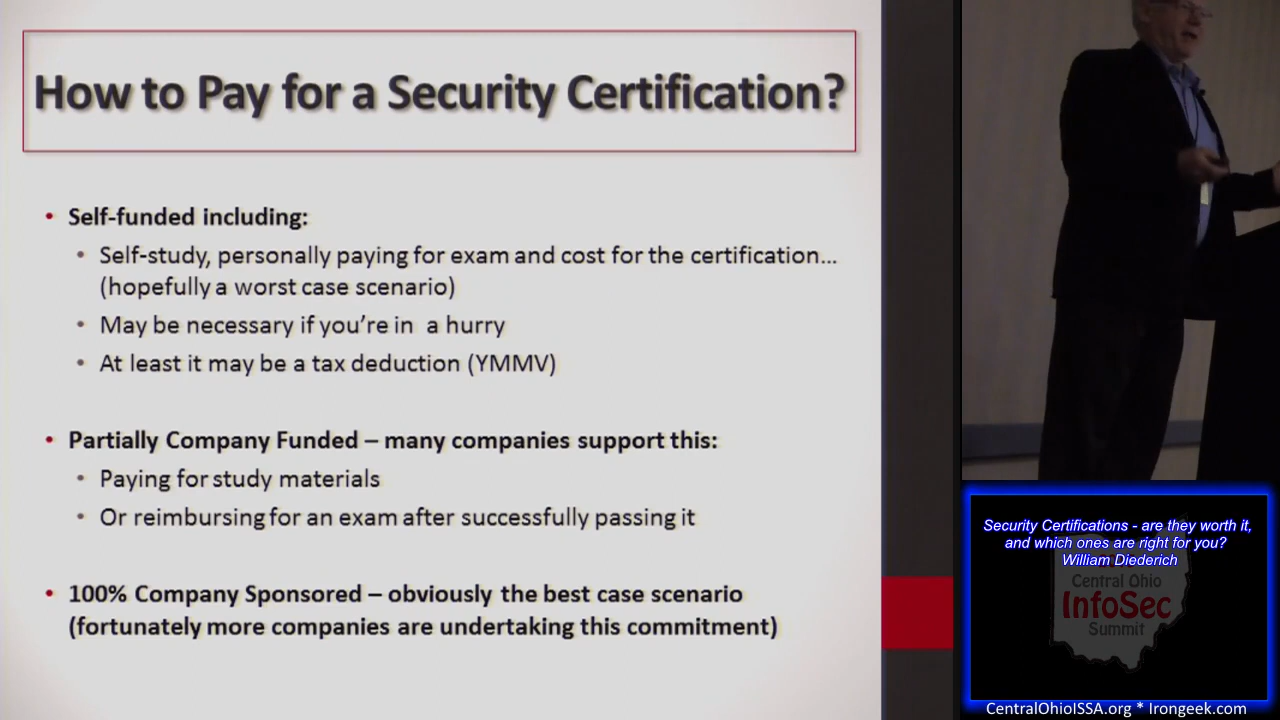 How to Pay for a Security Certification?
• Self-funded including:
• Self-study, personally paying for exam and cost for the certification…
(hopefully a worst case scenario)
• May be necessary if you’re in a hurry
• At least it may be a tax deduction (YMMV)
• Partially Company Funded – many companies support this:
• Paying for study materials
• Or reimbursing for an exam after successfully passing it
• 100% Company Sponsored – obviously the best case scenario
(fortunately more companies are undertaking this commitment)
Security Certifications - are they worth it,
and which ones are right for you?
William Diederich
Central Ohio
InfoSec
Summit
CentralOhioISSA.org * Irongeek.com